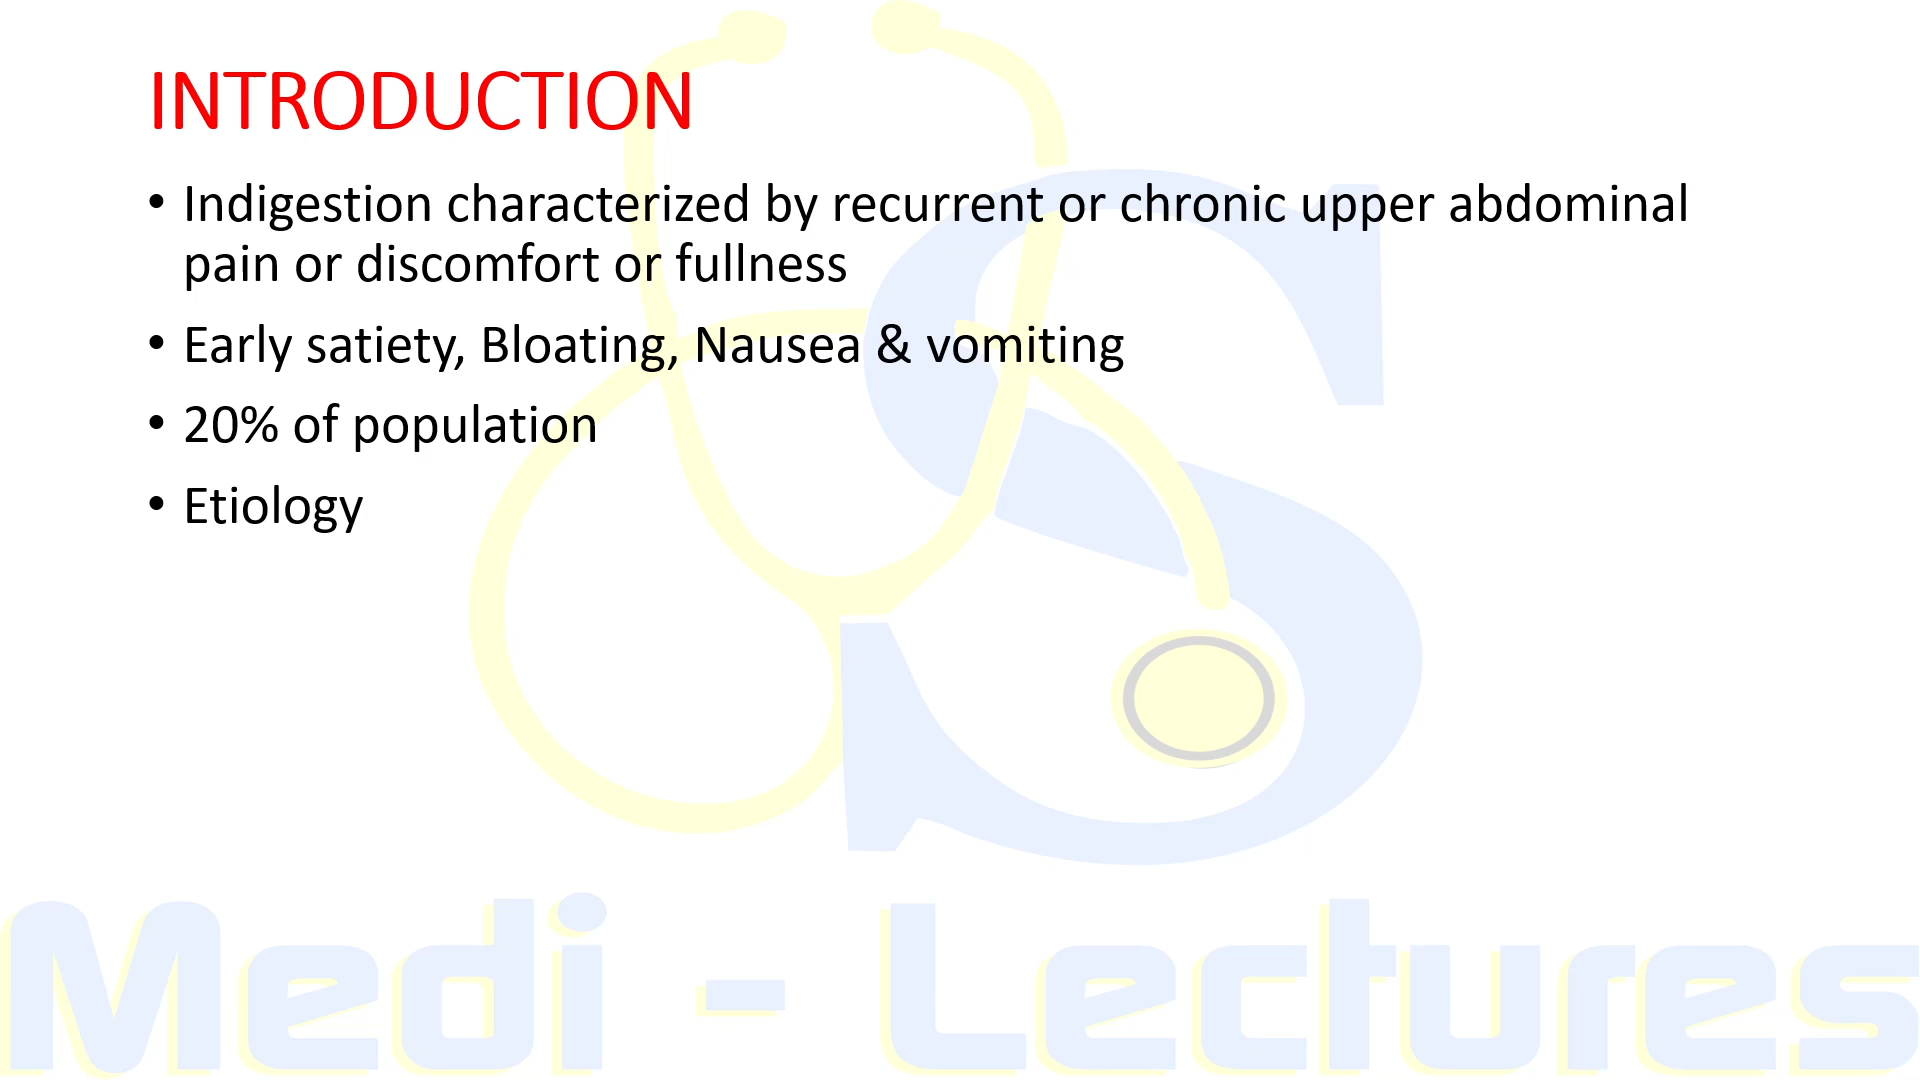 INTRODUCTION
• Indigestion characterized by recurrent or chronic upper abdominal
pain or discomfort or fullness
• Early satiety, Bloating, Nausea & vomiting
• 20% of population
• Etiology
S
Medi - Lectures